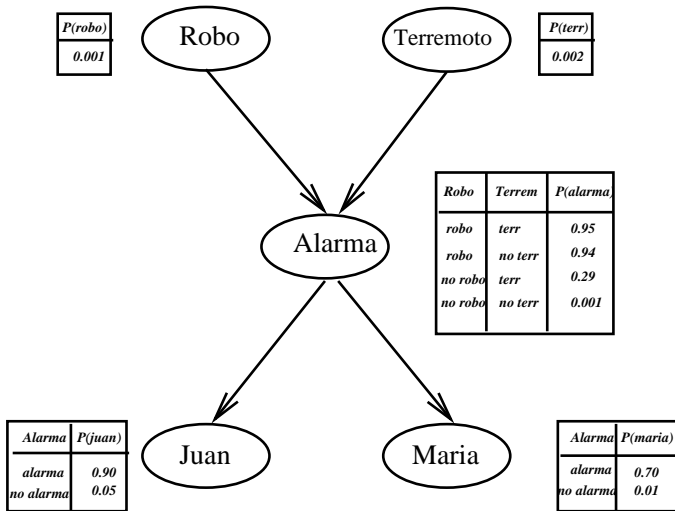 P(robo)
0.001
Robo
Terremoto
P(terr)
0.002
Alarma
Robo Terrem P(alarma)
robo terr 0.95
robo no terr 0.94
no robo terr 0.29
no robo no terr 0.001
Alarma P(juan)
alarma 0.90
no alarma 0.05
Juan
Maria
Alarma P(maria)
alarma 0.70
no alarma 0.01